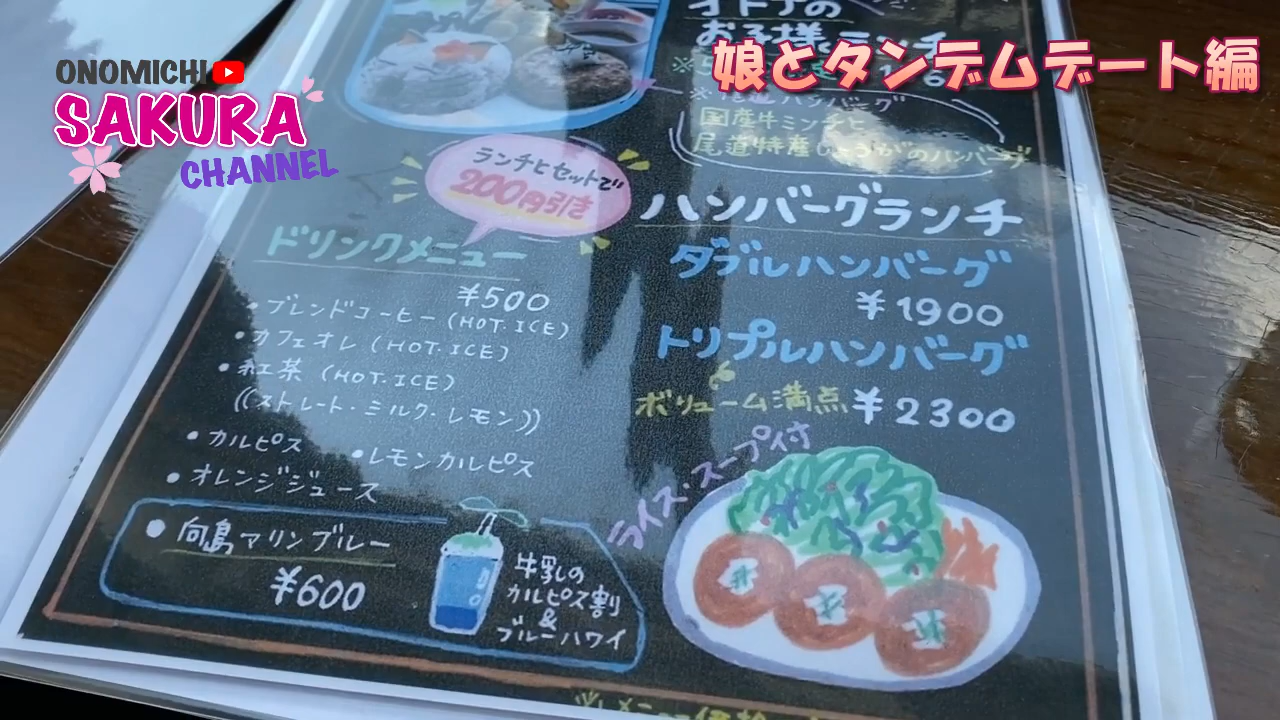 ONOMICHI
SAKURA
CHANNEL
娘とタンデムデート編
オトナの
お子様ランチ
国産牛ミンチと
尾道特産しょうがのハンバーグ
ランチとセットで
200円引き
ドリンクメニュー
¥500
・ブレンドコーヒー(HOT.ICE)
・カフェオレ(HOT.ICE)
・紅茶(HOT.ICE)
((ストレート・ミルク・レモン))
・カルピス ・レモンカルピス
・オレンジジュース
●向島マリンブルー
¥600
牛乳の
カルピス割
&
ブルーハワイ
ハンバーグランチ
ダブルハンバーグ
¥1900
トリプルハンバーグ
ボリューム満点¥2300
ライス・スープ付